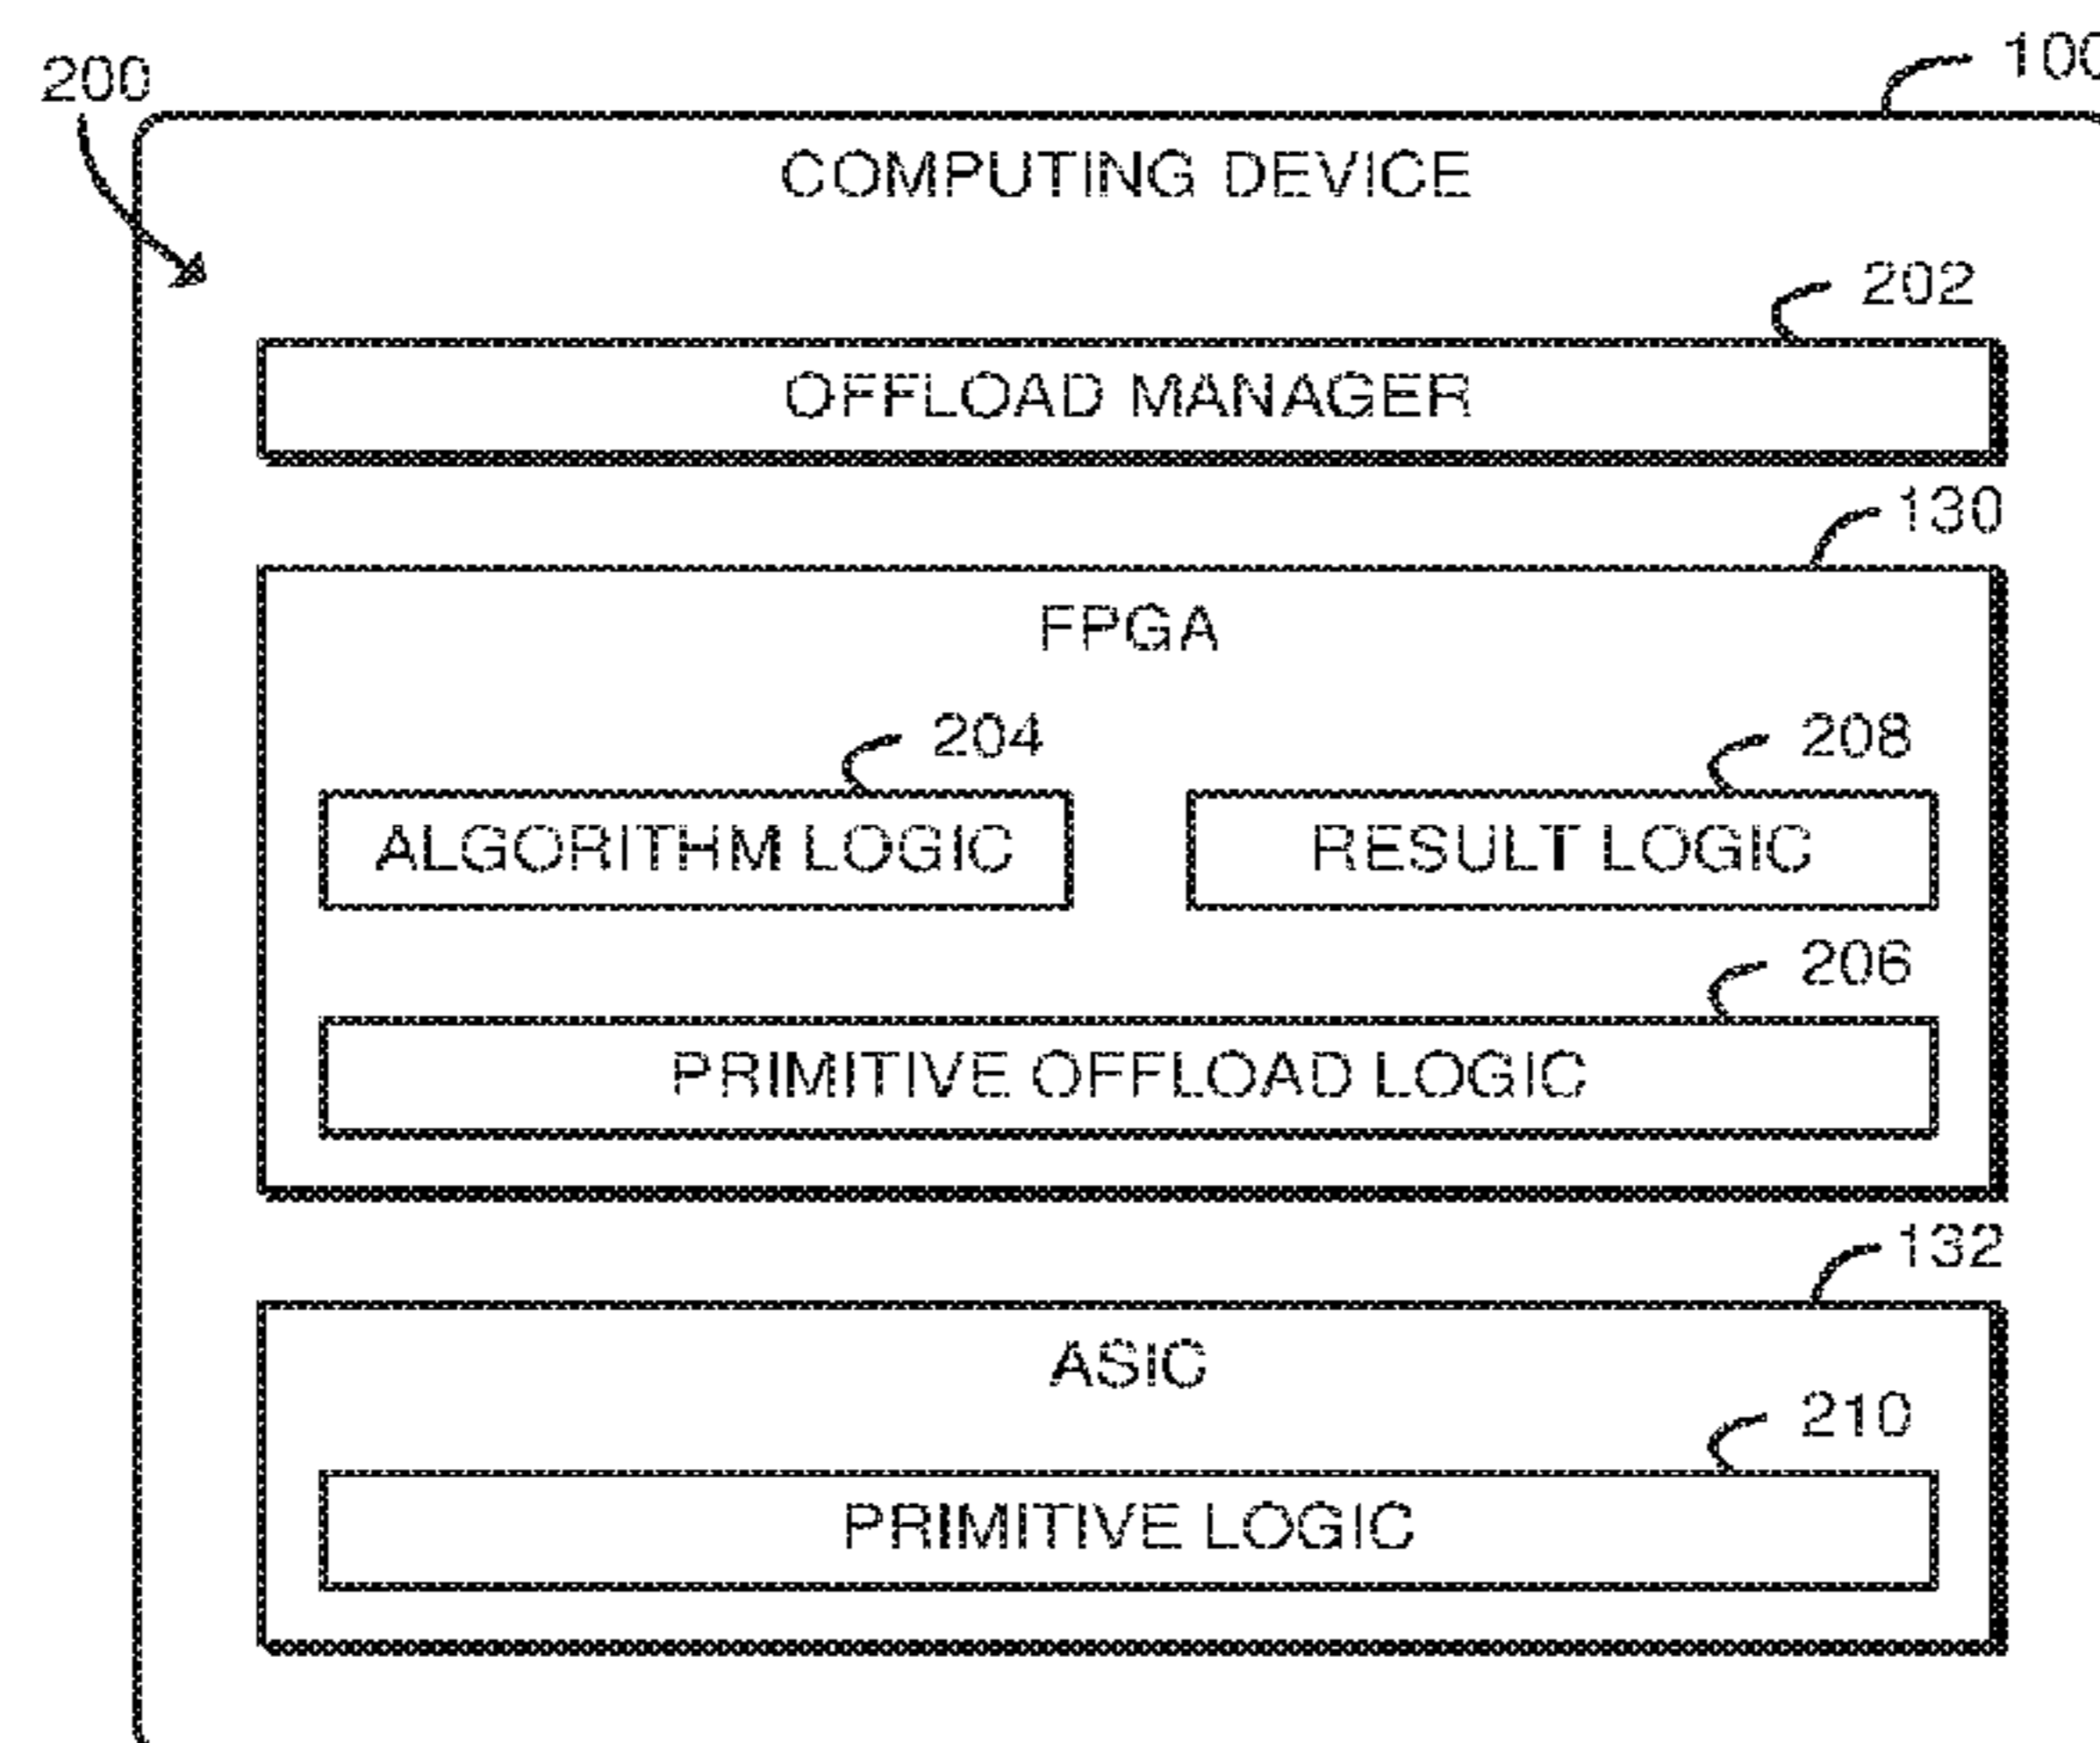 200
100
COMPUTING DEVICE
202
OFFLOAD MANAGER
130
FPGA
204 208
ALGORITHM LOGIC RESULT LOGIC
206
PRIMITIVE OFFLOAD LOGIC
132
ASIC
210
PRIMITIVE LOGIC